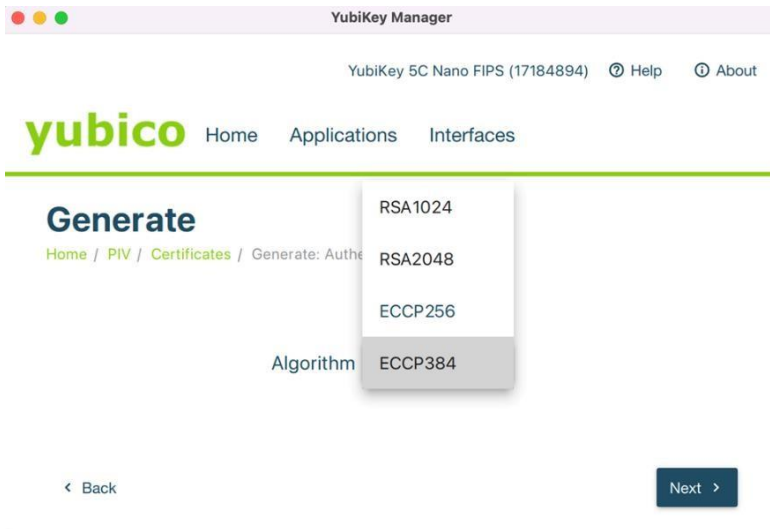 YubiKey Manager
YubiKey 5C Nano FIPS (17184894) Help About
yubico Home Applications Interfaces
Generate
Home / PIV / Certificates / Generate: Authe
RSA1024
RSA2048
ECCP256
Algorithm ECCP384
< Back Next >